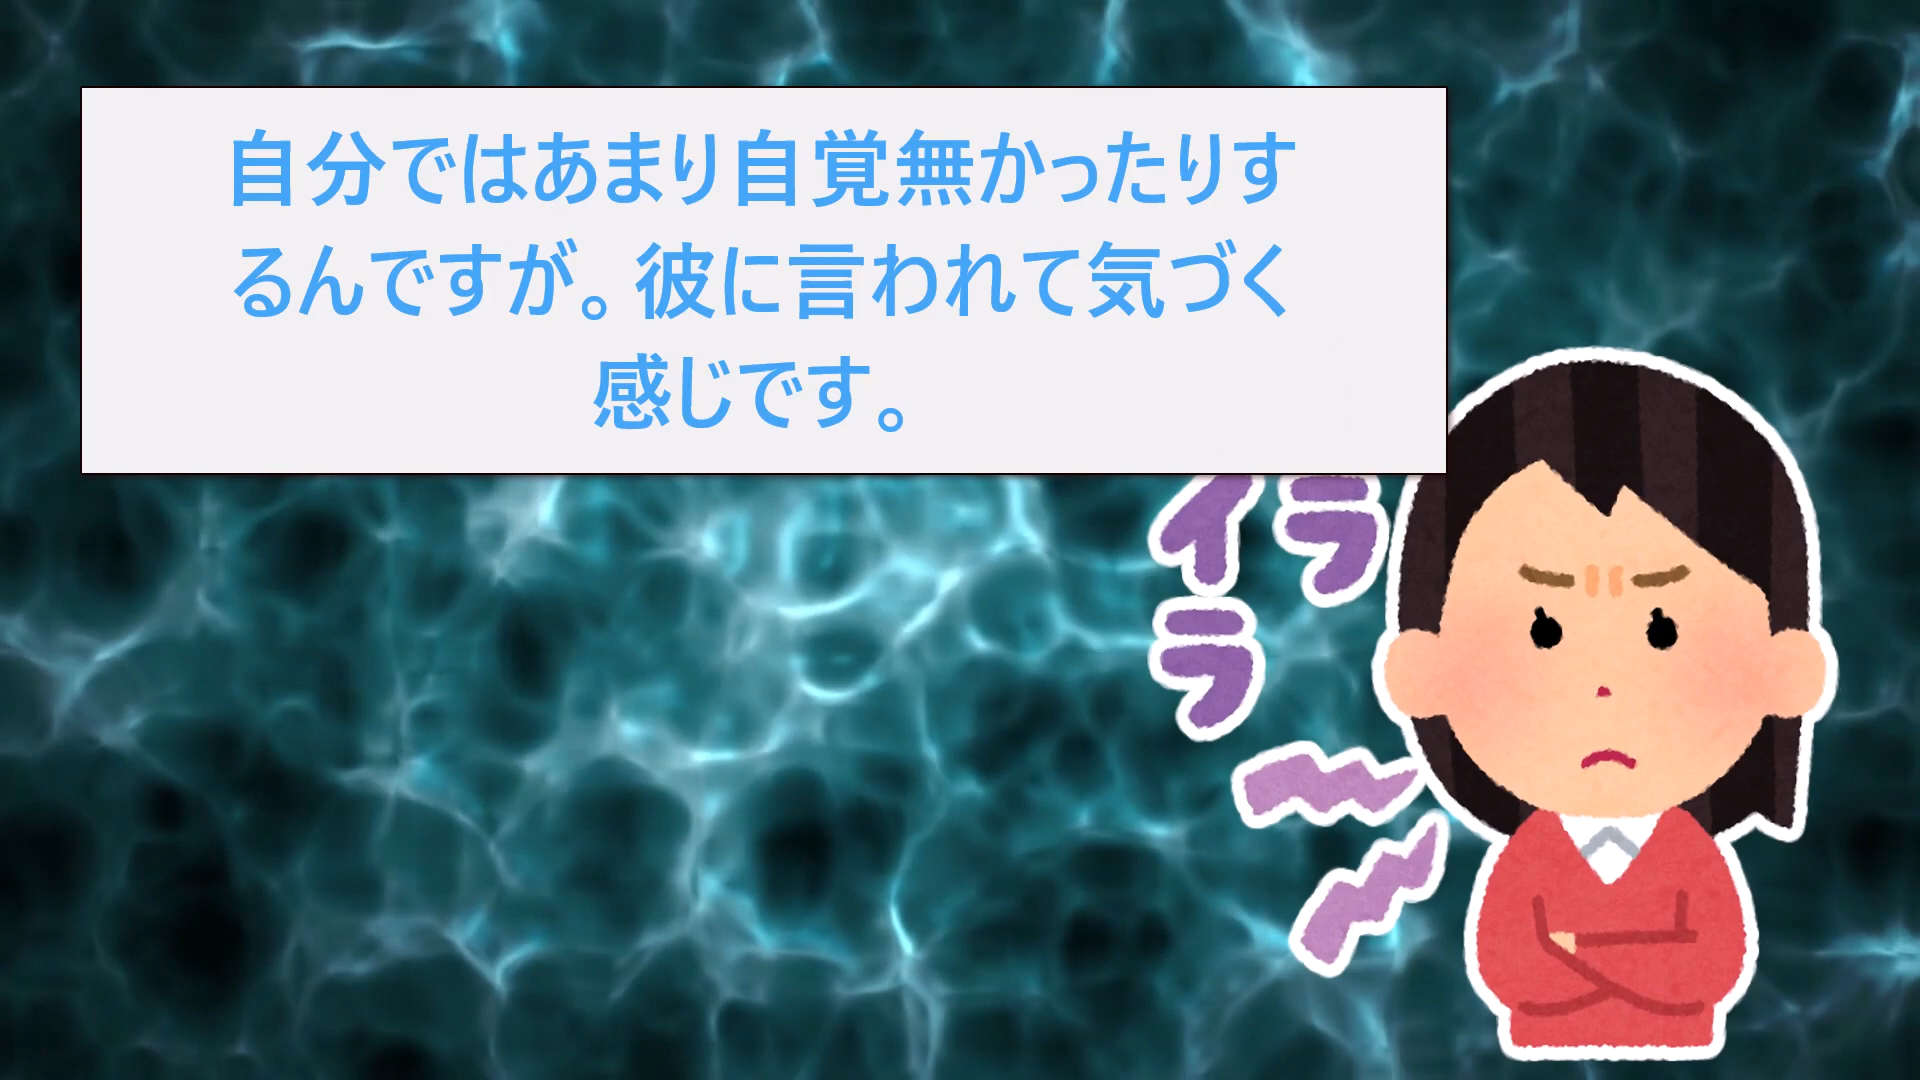 自分ではあまり自覚無かったりす
るんですが。彼に言われて気づく
感じです。
イラ
イラ